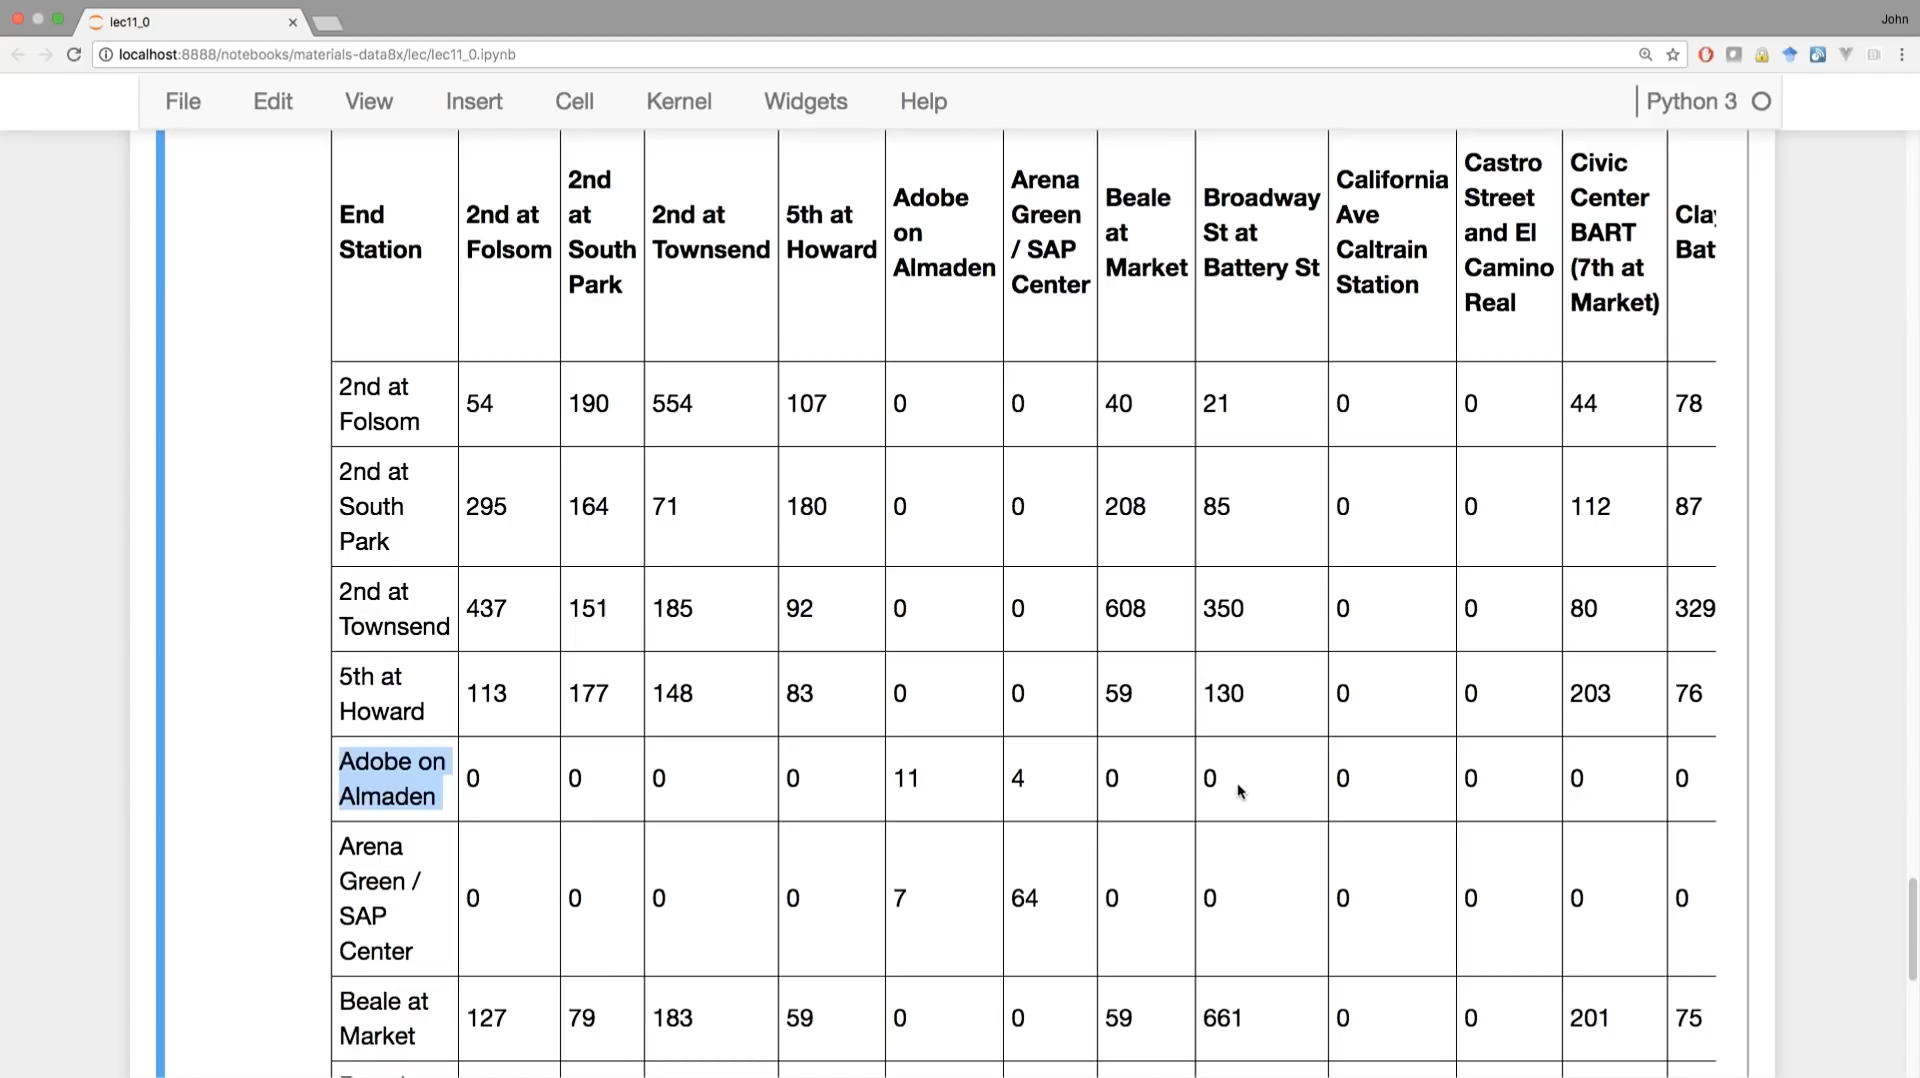 lec11_0
John
localhost:8888/notebooks/materials-data8x/lec/lec11_0.ipynb
File Edit View Insert Cell Kernel Widgets Help Python 3
End Station 2nd at Folsom 2nd at South Park 2nd at Townsend 5th at Howard Adobe on Almaden Arena Green / SAP Center Beale at Market Broadway St at Battery St California Ave Caltrain Station Castro Street and El Camino Real Civic Center BART (7th at Market) Clay Bat
2nd at Folsom 54 190 554 107 0 0 40 21 0 0 44 78
2nd at South Park 295 164 71 180 0 0 208 85 0 0 112 87
2nd at Townsend 437 151 185 92 0 0 608 350 0 0 80 329
5th at Howard 113 177 148 83 0 0 59 130 0 0 203 76
Adobe on Almaden 0 0 0 0 11 4 0 0 0 0 0 0
Arena Green / SAP Center 0 0 0 0 7 64 0 0 0 0 0 0
Beale at Market 127 79 183 59 0 0 59 661 0 0 201 75